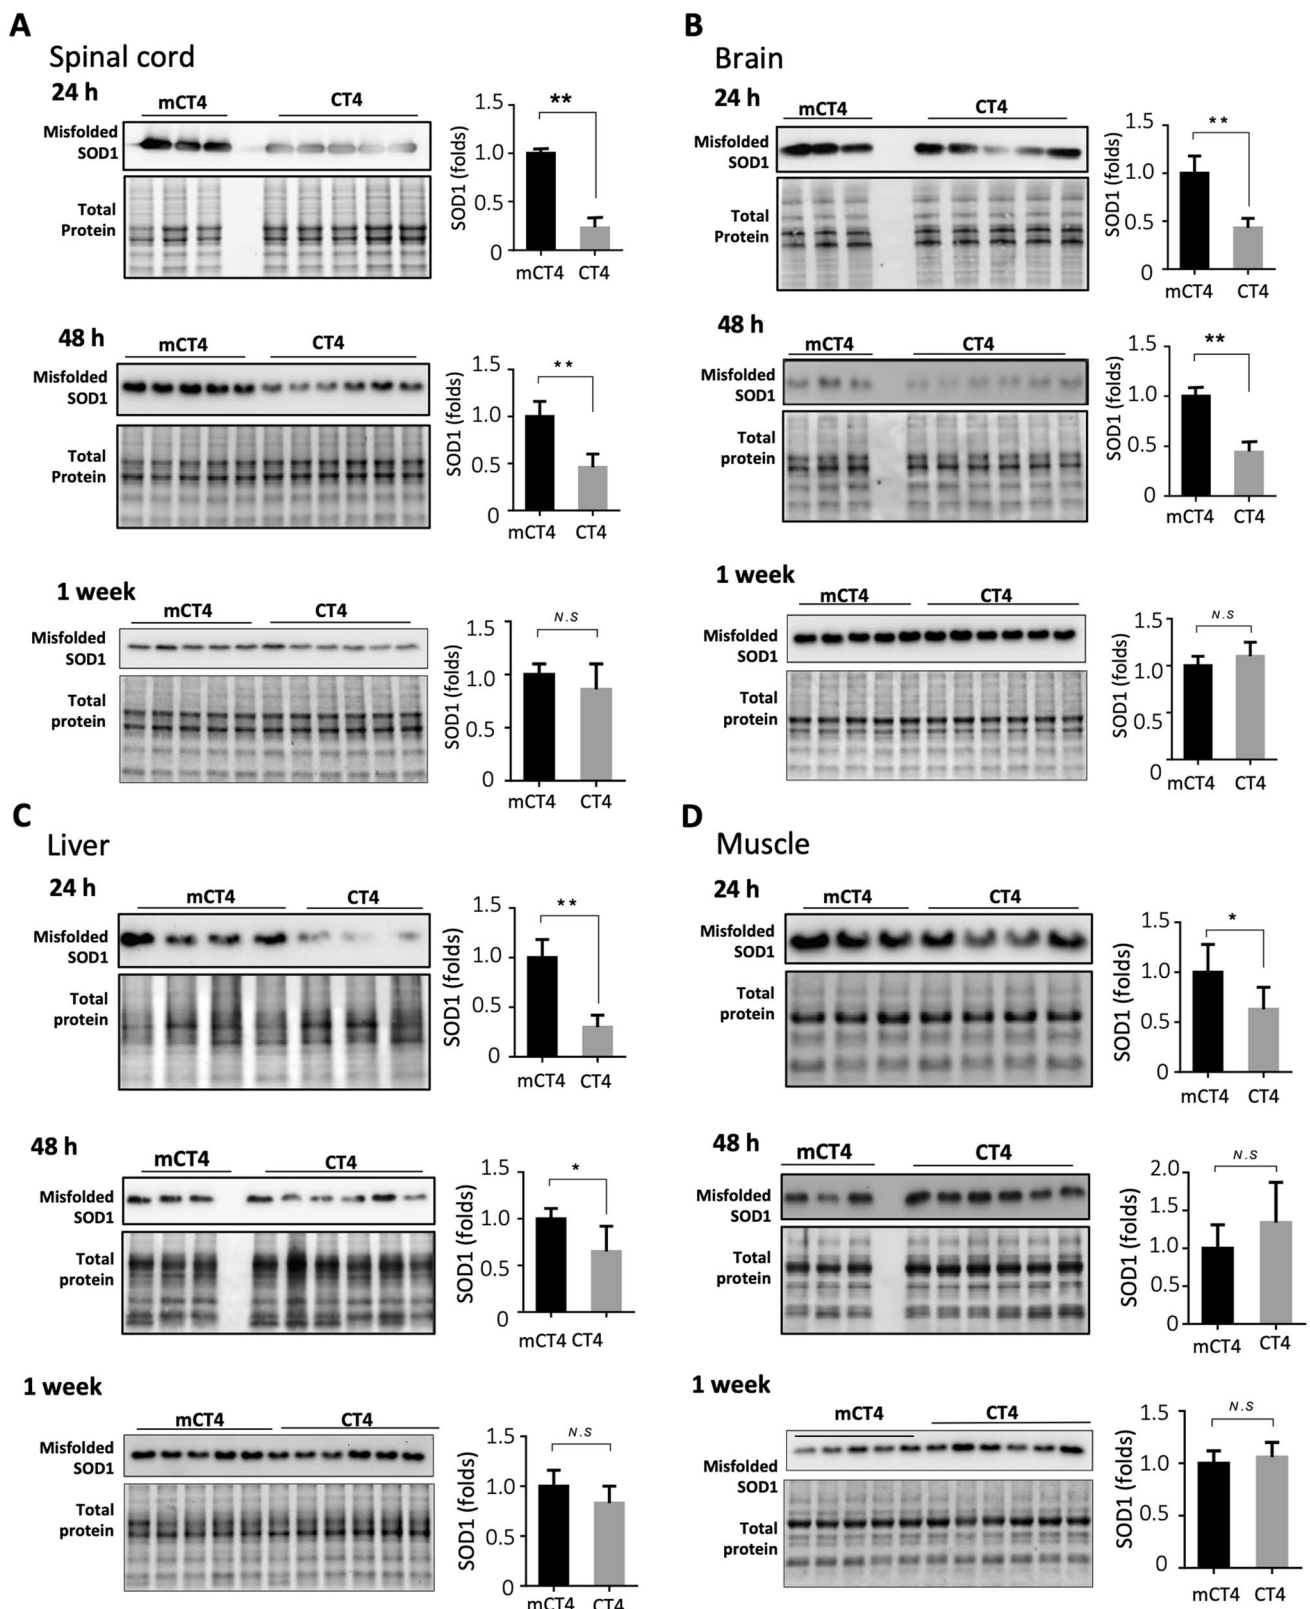 A
Spinal cord
24 h
mCT4
CT4
Misfolded
SOD1
Total
Protein
SOD1 (folds)
1.5
1.0
0.5
0
**
mCT4
CT4
48 h
mCT4
CT4
Misfolded
SOD1
Total
Protein
SOD1 (folds)
1.5
1.0
0.5
0
**
mCT4
CT4
1 week
mCT4
CT4
Misfolded
SOD1
Total
protein
SOD1 (folds)
1.5
1.0
0.5
0
N.S
mCT4
CT4
B
Brain
24 h
mCT4
CT4
Misfolded
SOD1
Total
Protein
SOD1 (folds)
1.5
1.0
0.5
0
**
mCT4
CT4
48 h
mCT4
CT4
Misfolded
SOD1
Total
protein
SOD1 (folds)
1.5
1.0
0.5
0
**
mCT4
CT4
1 week
mCT4
CT4
Misfolded
SOD1
Total
protein
SOD1 (folds)
1.5
1.0
0.5
0
N.S
mCT4
CT4
C
Liver
24 h
mCT4
CT4
Misfolded
SOD1
Total
protein
SOD1 (folds)
1.5
1.0
0.5
0
**
mCT4
CT4
48 h
mCT4
CT4
Misfolded
SOD1
Total
protein
SOD1 (folds)
1.5
1.0
0.5
0
*
mCT4 CT4
1 week
mCT4
CT4
Misfolded
SOD1
Total
protein
SOD1 (folds)
1.5
1.0
0.5
0
N.S
mCT4
CT4
D
Muscle
24 h
mCT4
CT4
Misfolded
SOD1
Total
protein
SOD1 (folds)
1.5
1.0
0.5
0
*
mCT4
CT4
48 h
mCT4
CT4
Misfolded
SOD1
Total
protein
SOD1 (folds)
2.0
1.5
1.0
0.5
0
N.S
mCT4
CT4
1 week
mCT4
CT4
Misfolded
SOD1
Total
protein
SOD1 (folds)
1.5
1.0
0.5
0
N.S
mCT4
CT4